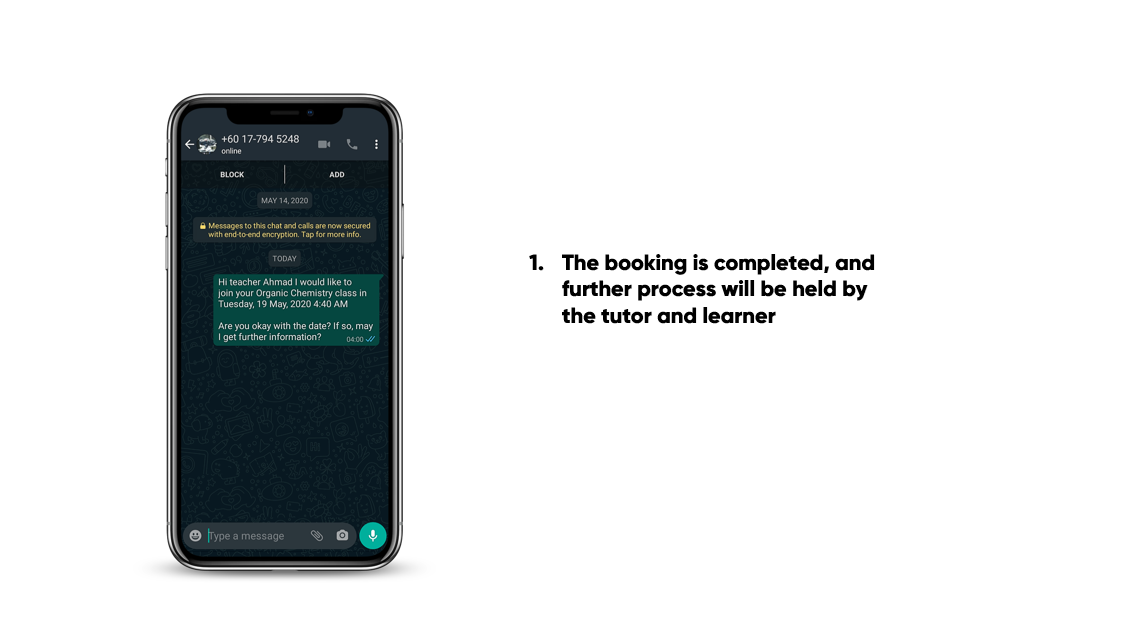 +60 17-794 5248
online
BLOCK
ADD
MAY 14, 2020
Messages to this chat and calls are now secured
with end-to-end encryption. Tap for more info.
TODAY
Hi teacher Ahmad I would like to
join your Organic Chemistry class in
Tuesday, 19 May, 2020 4:40 AM
Are you okay with the date? If so, may
I get further information?
04:00
Type a message
1. The booking is completed, and
further process will be held by
the tutor and learner